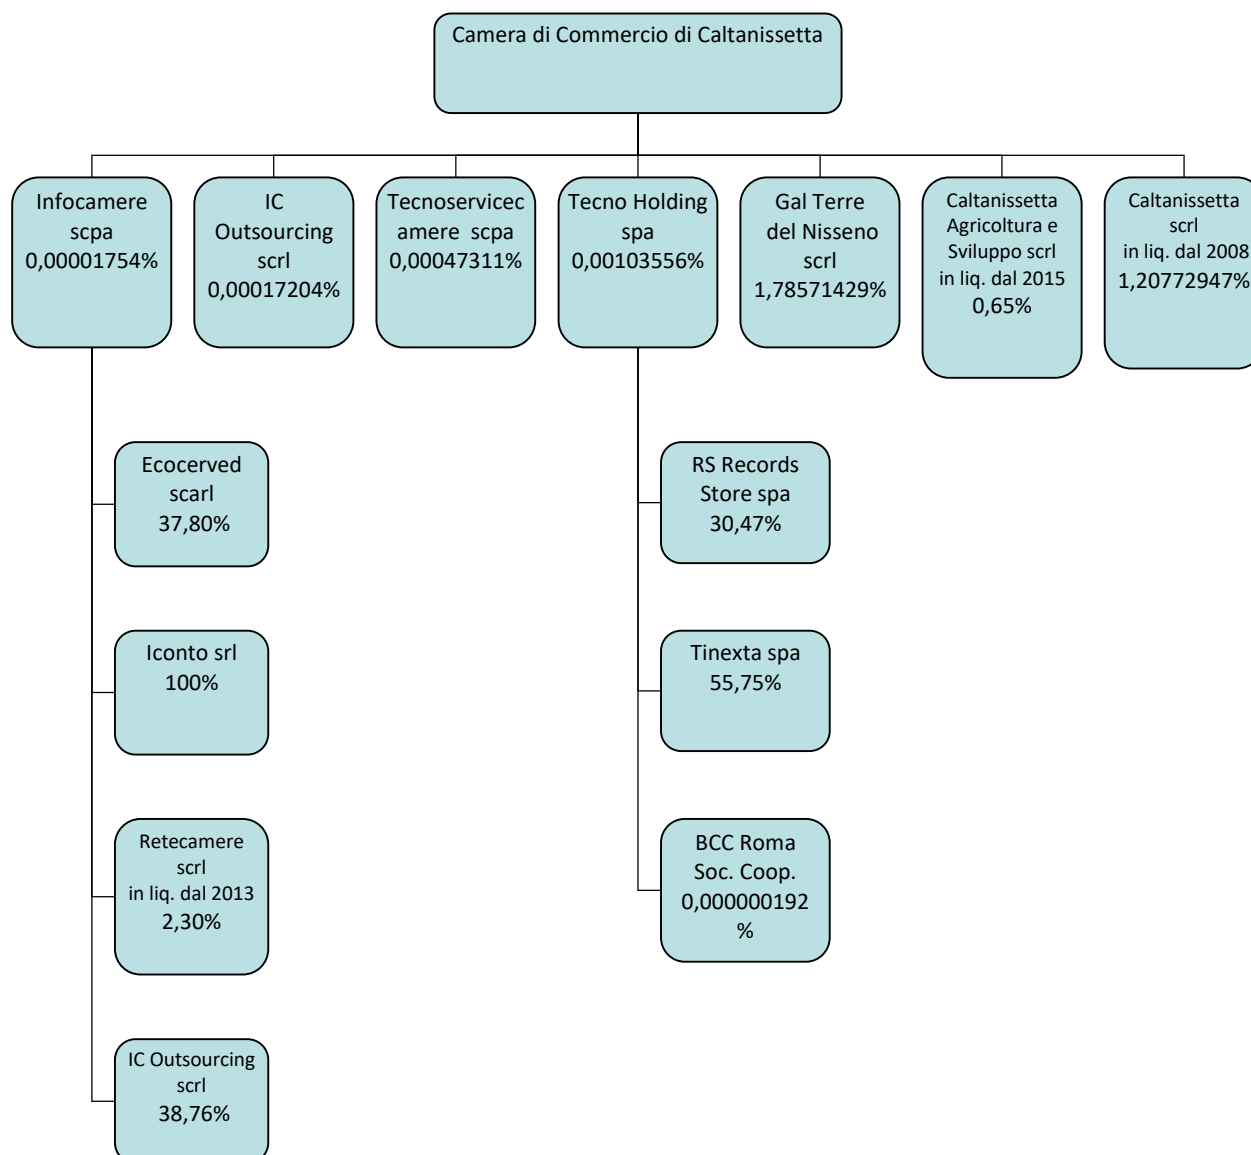 Camera di Commercio di Caltanissetta
Infocamere
scpa
0,00001754%
IC
Outsourcing
scrl
0,00017204%
Tecnoservicec
amere scpa
0,00047311%
Tecno Holding
spa
0,00103556%
Gal Terre
del Nisseno
scrl
1,78571429%
Caltanissetta
Agricoltura e
Sviluppo scrl
in liq. dal 2015
0,65%
Caltanissetta
scrl
in liq. dal 2008
1,20772947%
Ecocerved
scarl
37,80%
RS Records
Store spa
30,47%
Iconto srl
100%
Tinexta spa
55,75%
Retecamere
scrl
in liq. dal 2013
2,30%
BCC Roma
Soc. Coop.
0,000000192
%
IC Outsourcing
scrl
38,76%